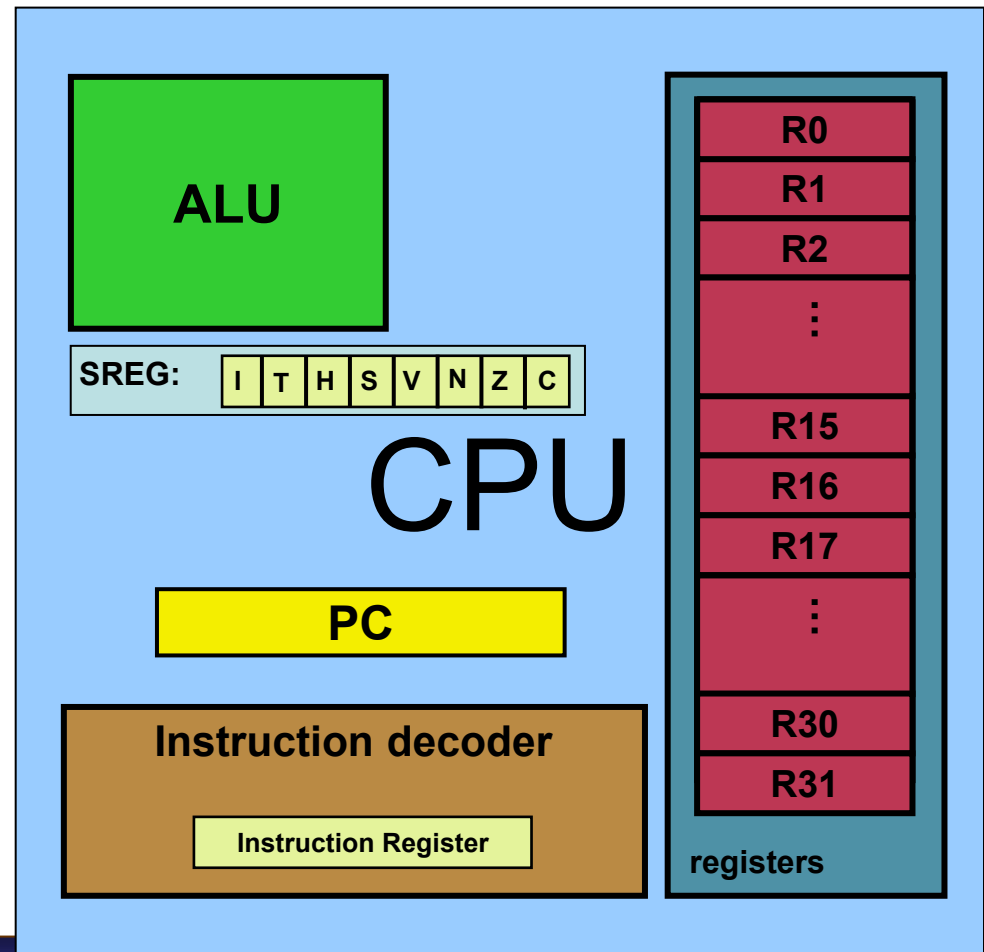 ALU
SREG: I T H S V N Z C
CPU
PC
Instruction decoder
Instruction Register
R0
R1
R2
⋮
R15
R16
R17
⋮
R30
R31
registers